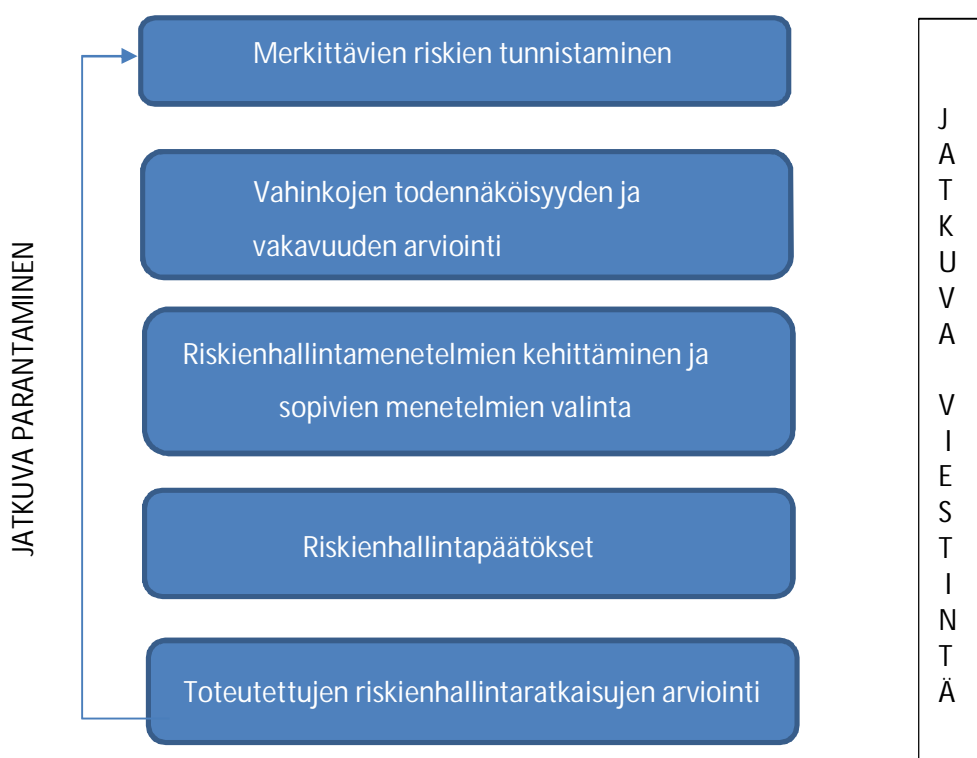 Merkittävien riskien tunnistaminen
Vahinkojen todennäköisyyden ja
vakavuuden arviointi
Riskienhallintamenetelmien kehittäminen ja
sopivien menetelmien valinta
Riskienhallintapäätökset
Toteutettujen riskienhallintaratkaisujen arviointi
JATKUVA PARANTAMINEN
JATKUVA VIESTINTÄ